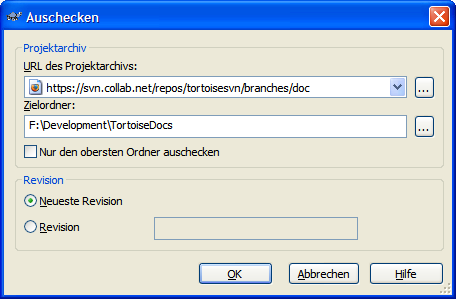 Auschecken
Projektarchiv
URL des Projektarchivs:
https://svn.collab.net/repos/tortoisesvn/branches/doc
...
Zielordner:
F:\Development\TortoiseDocs
...
Nur den obersten Ordner auschecken
Revision
Neueste Revision
Revision
OK
Abbrechen
Hilfe